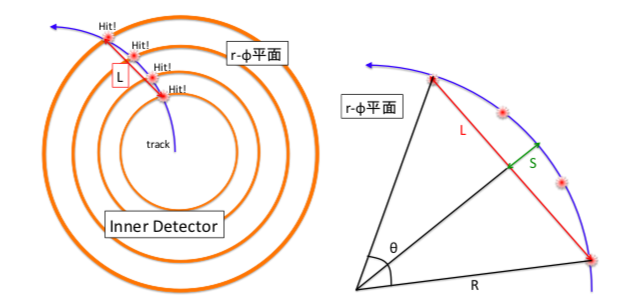 Hit!
Hit!
Hit!
Hit!
L
track
r-φ平面
Inner Detector
r-φ平面
L
S
θ
R